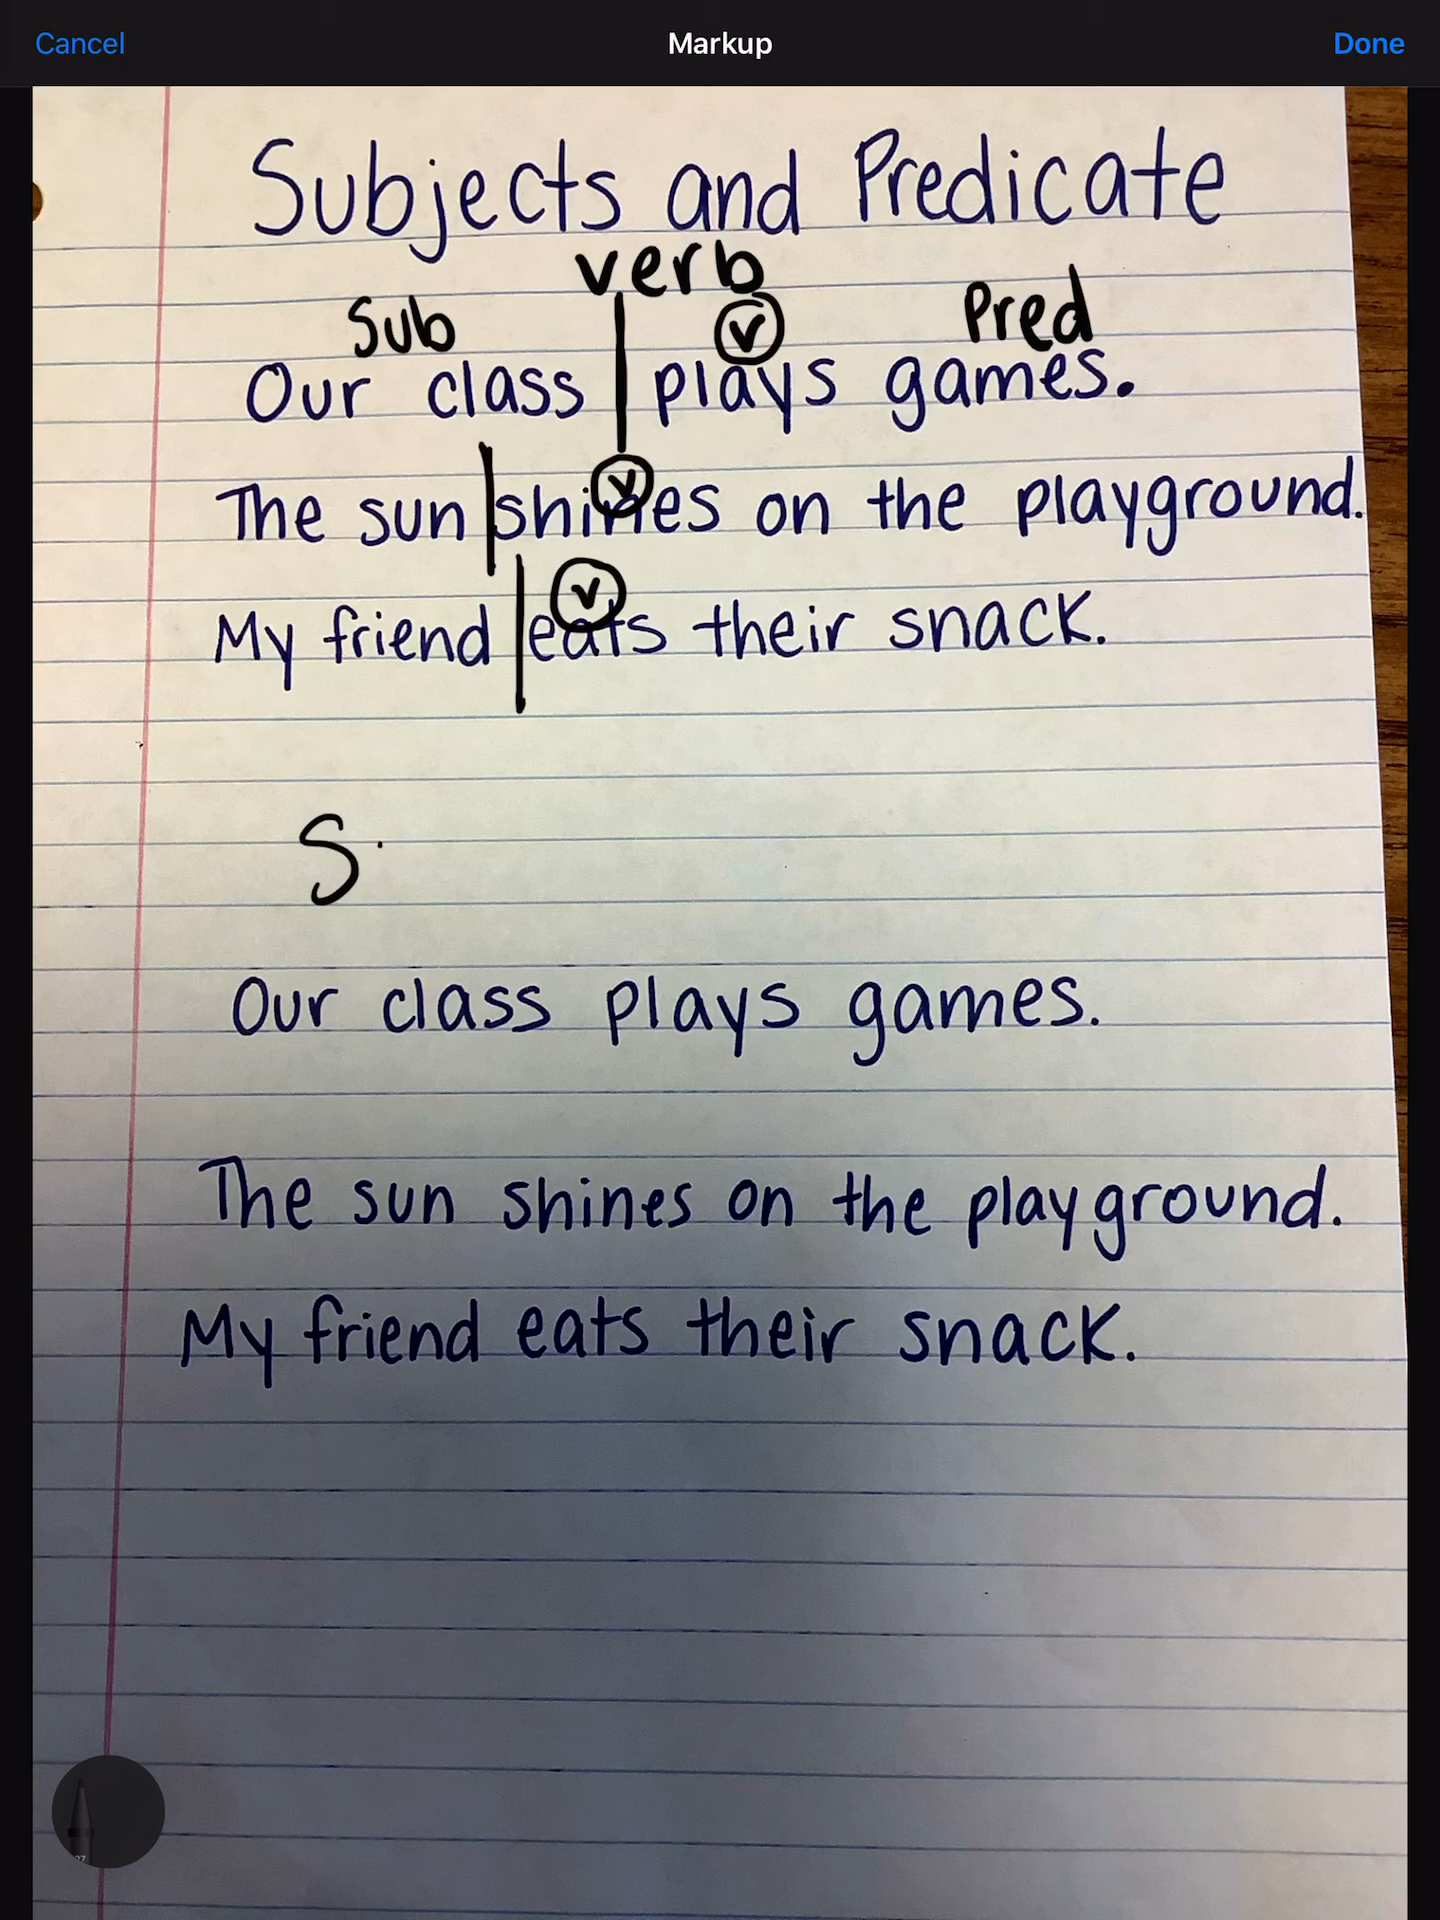 Cancel Markup Done
Subjects and Predicate
verb
Sub V Pred
Our class plays games.
V
The sun shines on the playground.
V
My friend eats their snack.
S
Our class plays games.
The sun shines on the playground.
My friend eats their snack.
97